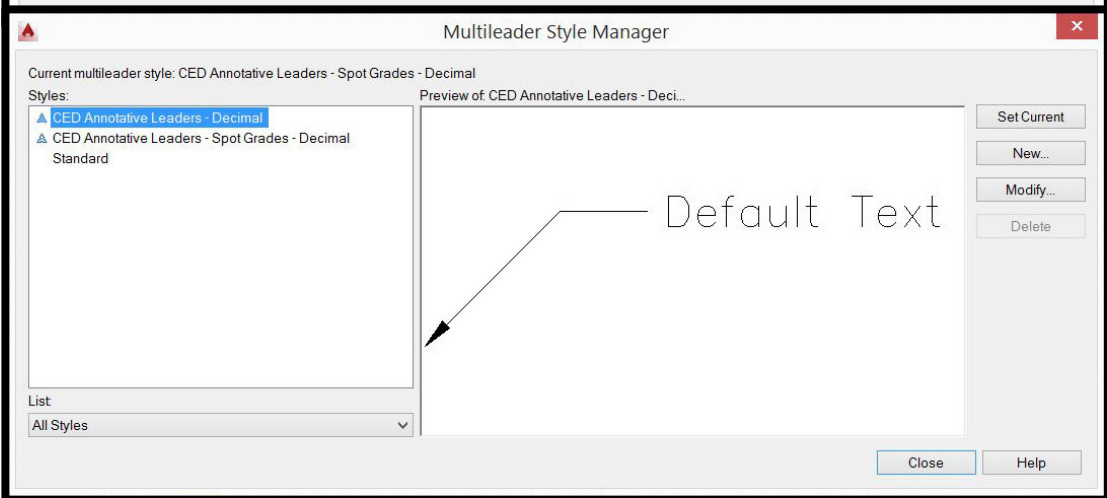 Multileader Style Manager
Current multileader style: CED Annotative Leaders - Spot Grades - Decimal
Styles:
CED Annotative Leaders - Decimal
CED Annotative Leaders - Spot Grades - Decimal
Standard
Preview of: CED Annotative Leaders - Deci...
Default Text
Set Current
New...
Modify...
Delete
List:
All Styles
Close
Help